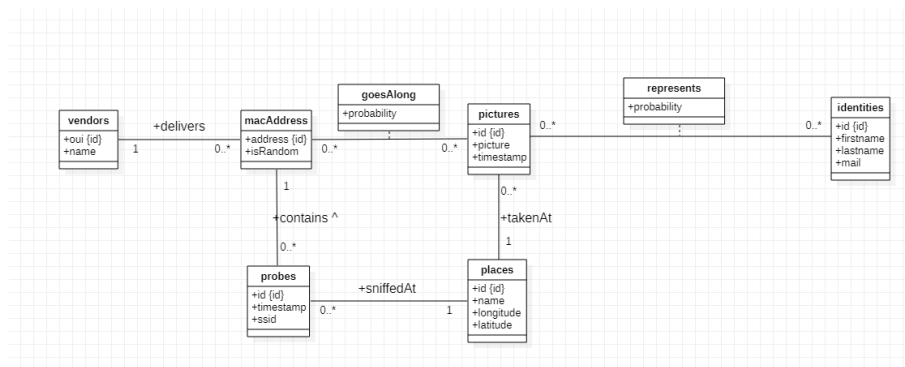 goesAlong
+probability
represents
+probability
vendors
+oui {id}
+name
+delivers
1
0..*
macAddress
+address {id}
+isRandom
0..*
0..*
pictures
+id {id}
+picture
+timestamp
0..*
0..*
identities
+id {id}
+firstname
+lastname
+mail
1
+contains ^
0..*
0..*
+takenAt
1
probes
+id {id}
+timestamp
+ssid
+sniffedAt
0..*
1
places
+id {id}
+name
+longitude
+latitude